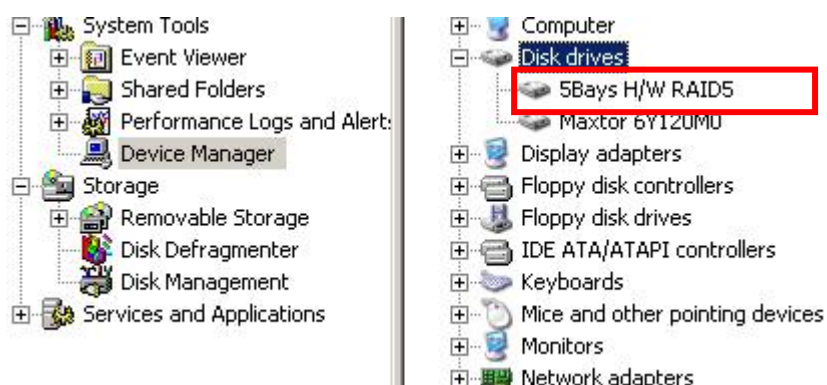 System Tools
Event Viewer
Shared Folders
Performance Logs and Alert:
Device Manager
Storage
Removable Storage
Disk Defragmenter
Disk Management
Services and Applications
Computer
Disk drives
5Bays H/W RAID5
Maxtor 6Y120M0
Display adapters
Floppy disk controllers
Floppy disk drives
IDE ATA/ATAPI controllers
Keyboards
Mice and other pointing devices
Monitors
Network adapters